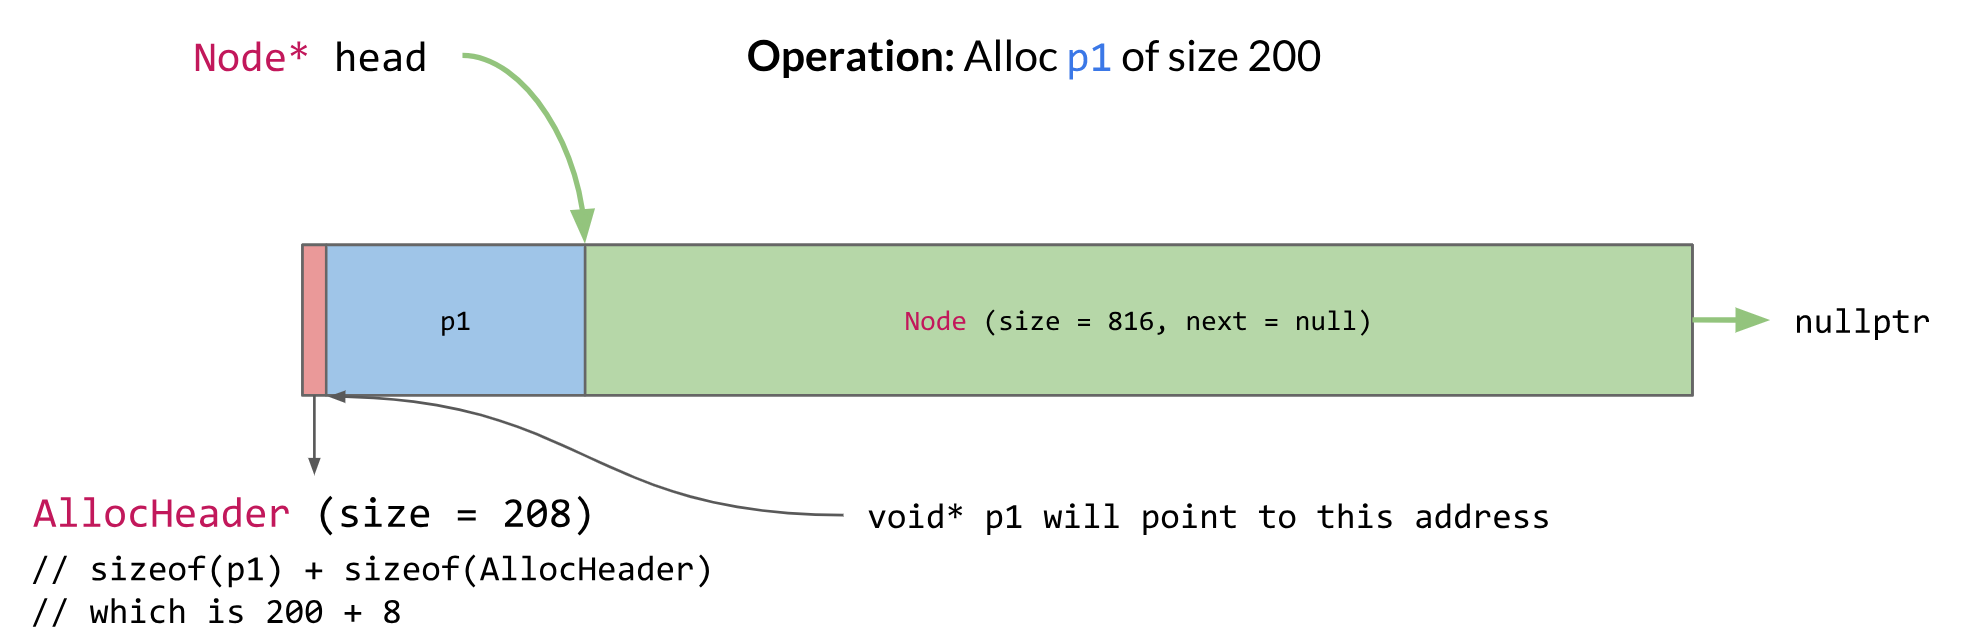 Node* head
Operation: Alloc p1 of size 200
p1
Node (size = 816, next = null)
nullptr
AllocHeader (size = 208)
void* p1 will point to this address
// sizeof(p1) + sizeof(AllocHeader)
// which is 200 + 8